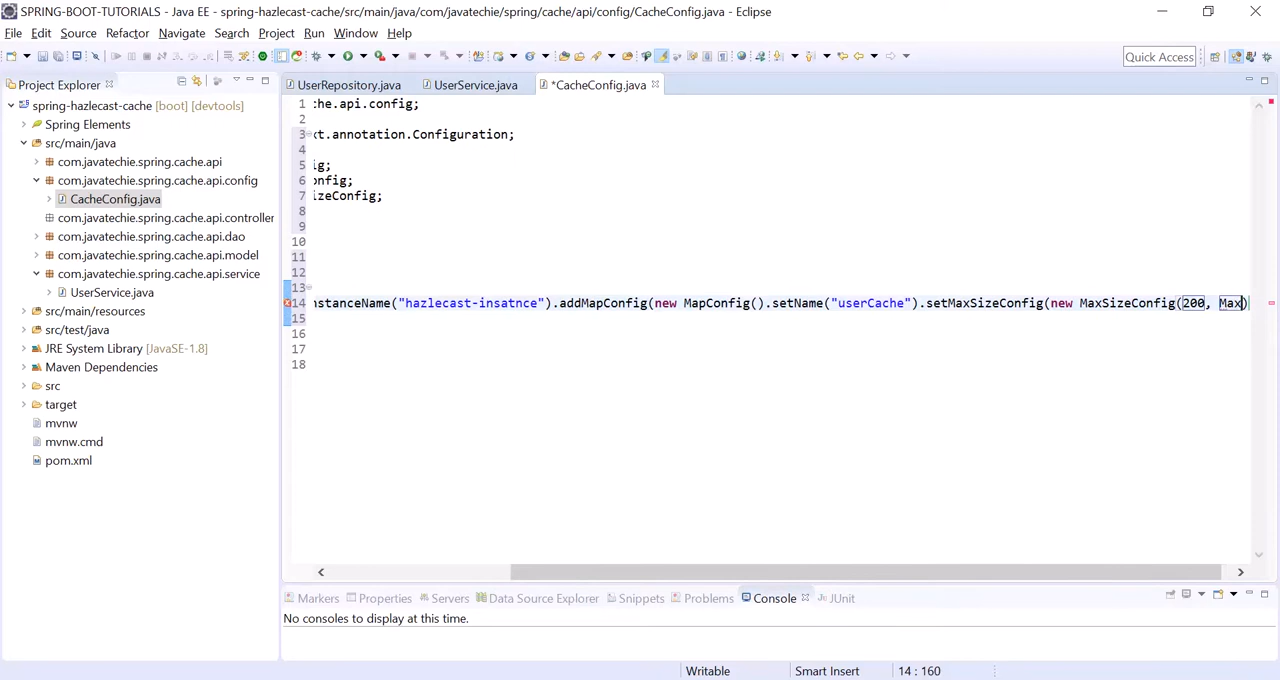 SPRING-BOOT-TUTORIALS - Java EE - spring-hazlecast-cache/src/main/java/com/javatechie/spring/cache/api/config/CacheConfig.java - Eclipse
File Edit Source Refactor Navigate Search Project Run Window Help
Quick Access
Project Explorer
UserRepository.java
UserService.java
*CacheConfig.java
spring-hazlecast-cache [boot] [devtools]
Spring Elements
src/main/java
com.javatechie.spring.cache.api
com.javatechie.spring.cache.api.config
CacheConfig.java
com.javatechie.spring.cache.api.controller
com.javatechie.spring.cache.api.dao
com.javatechie.spring.cache.api.model
com.javatechie.spring.cache.api.service
UserService.java
src/main/resources
src/test/java
JRE System Library [JavaSE-1.8]
Maven Dependencies
src
target
mvnw
mvnw.cmd
pom.xml
1 che.api.config;
2
3 ct.annotation.Configuration;
4
5 ig;
6 onfig;
7 izeConfig;
8
9
10
11
12
13
14 nstanceName("hazlecast-insatnce").addMapConfig(new MapConfig().setName("userCache").setMaxSizeConfig(new MaxSizeConfig(200, Max)
15
16
17
18
Markers Properties Servers Data Source Explorer Snippets Problems Console JUnit
No consoles to display at this time.
Writable Smart Insert 14 : 160